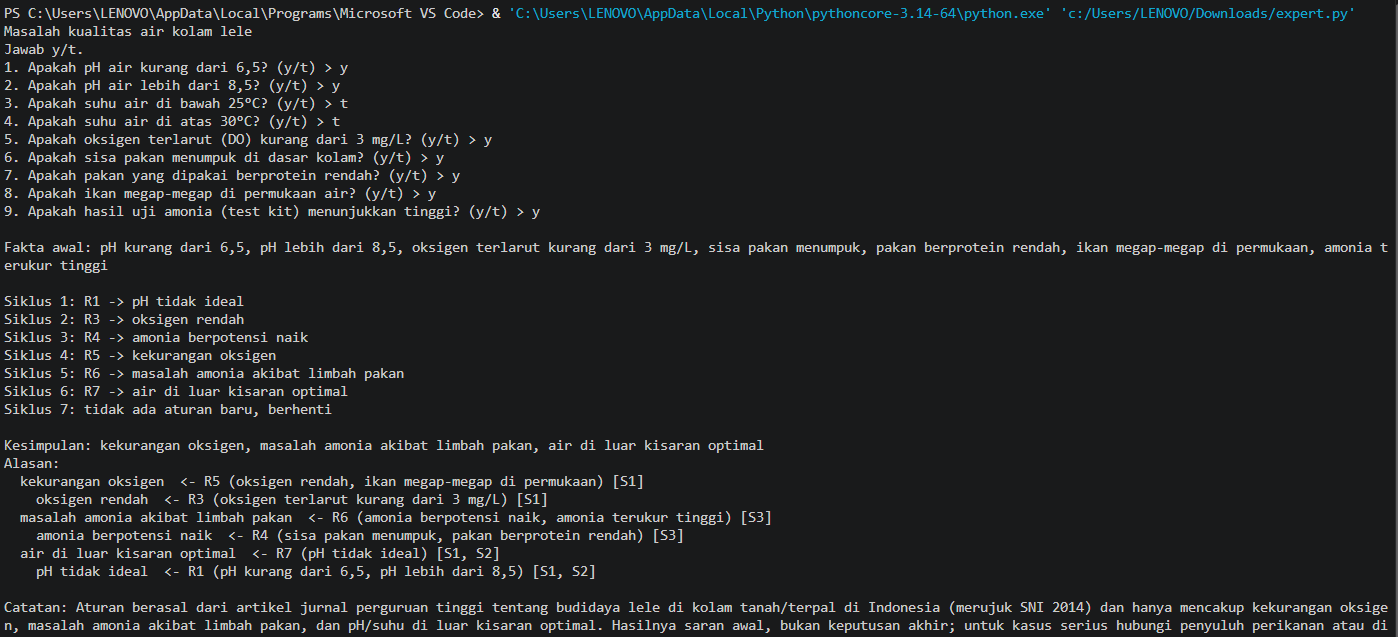 PS C:\Users\LENOVO\AppData\Local\Programs\Microsoft VS Code> & 'C:\Users\LENOVO\AppData\Local\Python\pythoncore-3.14-64\python.exe' 'c:/Users/LENOVO/Downloads/expert.py'
Masalah kualitas air kolam lele
Jawab y/t.
1. Apakah pH air kurang dari 6,5? (y/t) > y
2. Apakah pH air lebih dari 8,5? (y/t) > y
3. Apakah suhu air di bawah 25°C? (y/t) > t
4. Apakah suhu air di atas 30°C? (y/t) > t
5. Apakah oksigen terlarut (DO) kurang dari 3 mg/L? (y/t) > y
6. Apakah sisa pakan menumpuk di dasar kolam? (y/t) > y
7. Apakah pakan yang dipakai berprotein rendah? (y/t) > y
8. Apakah ikan megap-megap di permukaan air? (y/t) > y
9. Apakah hasil uji amonia (test kit) menunjukkan tinggi? (y/t) > y
Fakta awal: pH kurang dari 6,5, pH lebih dari 8,5, oksigen terlarut kurang dari 3 mg/L, sisa pakan menumpuk, pakan berprotein rendah, ikan megap-megap di permukaan, amonia t
erukur tinggi
Siklus 1: R1 -> pH tidak ideal
Siklus 2: R3 -> oksigen rendah
Siklus 3: R4 -> amonia berpotensi naik
Siklus 4: R5 -> kekurangan oksigen
Siklus 5: R6 -> masalah amonia akibat limbah pakan
Siklus 6: R7 -> air di luar kisaran optimal
Siklus 7: tidak ada aturan baru, berhenti
Kesimpulan: kekurangan oksigen, masalah amonia akibat limbah pakan, air di luar kisaran optimal
Alasan:
kekurangan oksigen <- R5 (oksigen rendah, ikan megap-megap di permukaan) [S1]
oksigen rendah <- R3 (oksigen terlarut kurang dari 3 mg/L) [S1]
masalah amonia akibat limbah pakan <- R6 (amonia berpotensi naik, amonia terukur tinggi) [S3]
amonia berpotensi naik <- R4 (sisa pakan menumpuk, pakan berprotein rendah) [S3]
air di luar kisaran optimal <- R7 (pH tidak ideal) [S1, S2]
pH tidak ideal <- R1 (pH kurang dari 6,5, pH lebih dari 8,5) [S1, S2]
Catatan: Aturan berasal dari artikel jurnal perguruan tinggi tentang budidaya lele di kolam tanah/terpal di Indonesia (merujuk SNI 2014) dan hanya mencakup kekurangan oksige
n, masalah amonia akibat limbah pakan, dan pH/suhu di luar kisaran optimal. Hasilnya saran awal, bukan keputusan akhir; untuk kasus serius hubungi penyuluh perikanan atau di